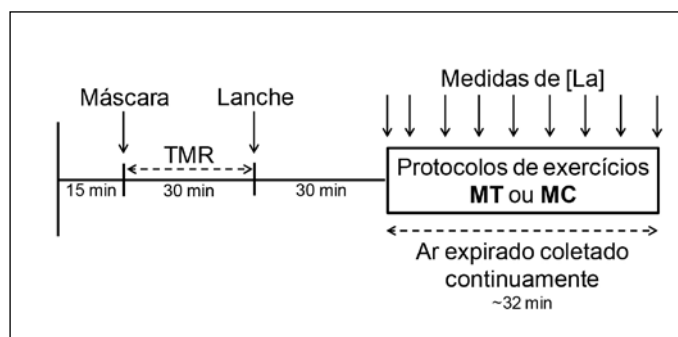 Medidas de [La]
Máscara
Lanche
TMR
15 min
30 min
30 min
Protocolos de exercícios
MT ou MC
Ar expirado coletado
continuamente
~32 min